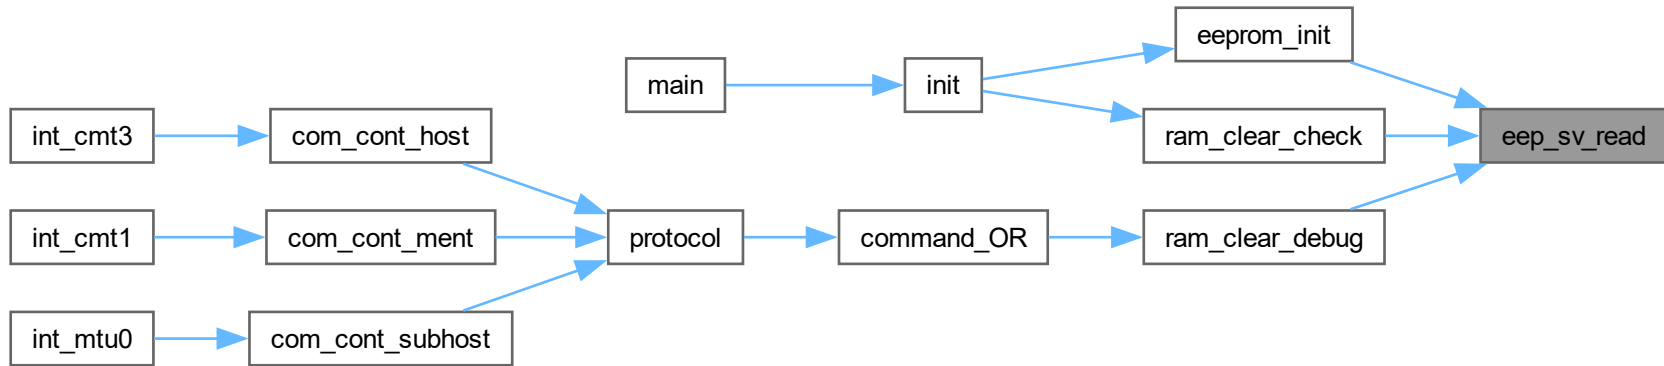 eeprom_init
main
init
int_cmt3
com_cont_host
ram_clear_check
eep_sv_read
int_cmt1
com_cont_ment
protocol
command_OR
ram_clear_debug
int_mtu0
com_cont_subhost